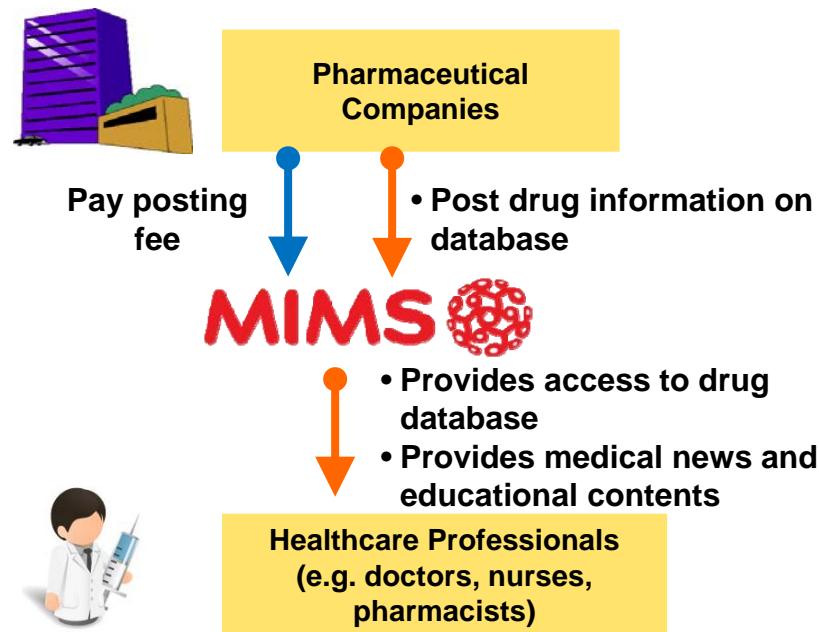 Pharmaceutical
Companies
Pay posting
fee
• Post drug information on
database
MIMS
• Provides access to drug
database
• Provides medical news and
educational contents
Healthcare Professionals
(e.g. doctors, nurses,
pharmacists)